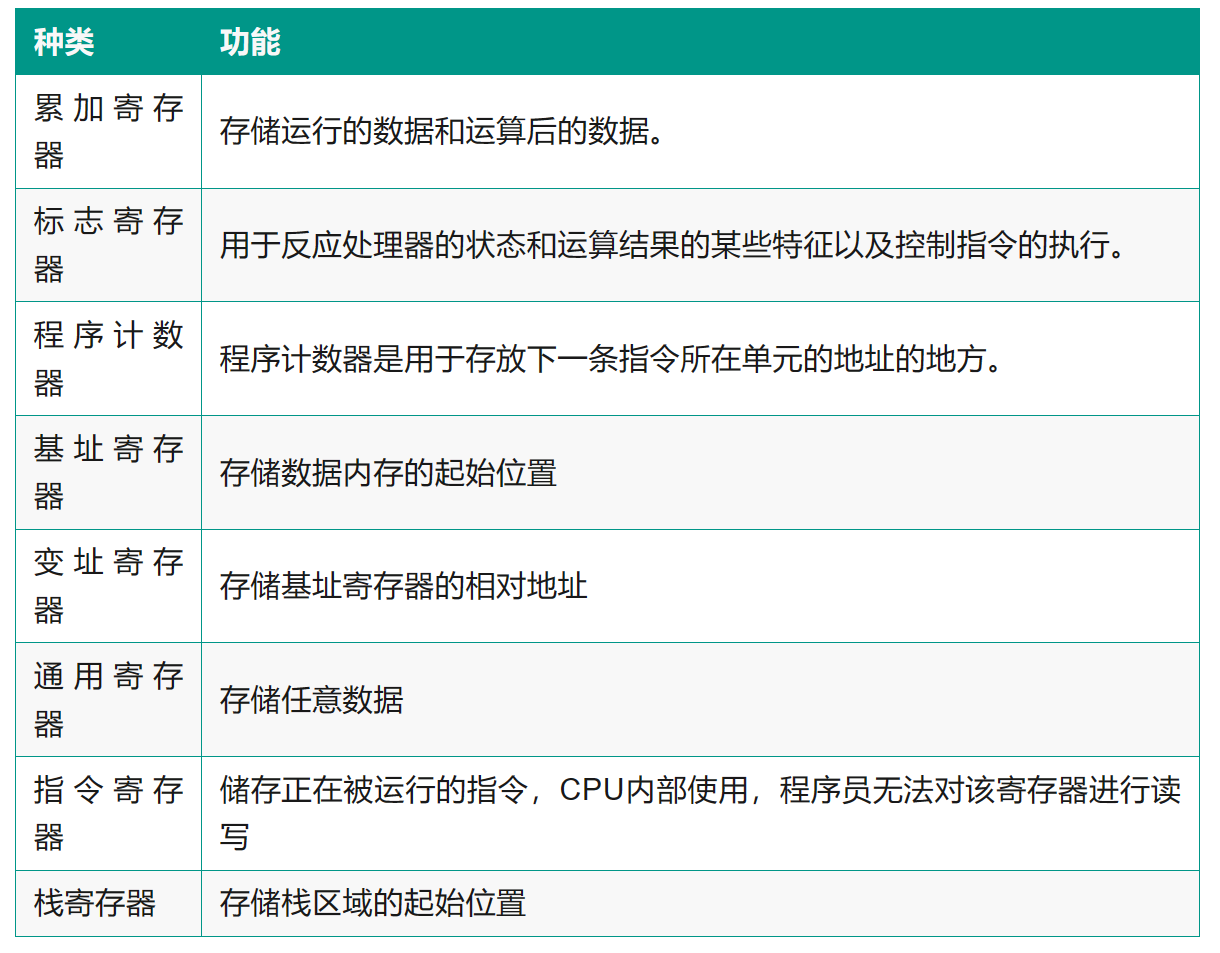 种类 功能
累加寄存
器
存储运行的数据和运算后的数据。
标志寄存
器
用于反应处理器的状态和运算结果的某些特征以及控制指令的执行。
程序计数
器
程序计数器是用于存放下一条指令所在单元的地址的地方。
基址寄存
器
存储数据内存的起始位置
变址寄存
器
存储基址寄存器的相对地址
通用寄存
器
存储任意数据
指令寄存
器
储存正在被运行的指令，CPU内部使用，程序员无法对该寄存器进行读
写
栈寄存器 存储栈区域的起始位置